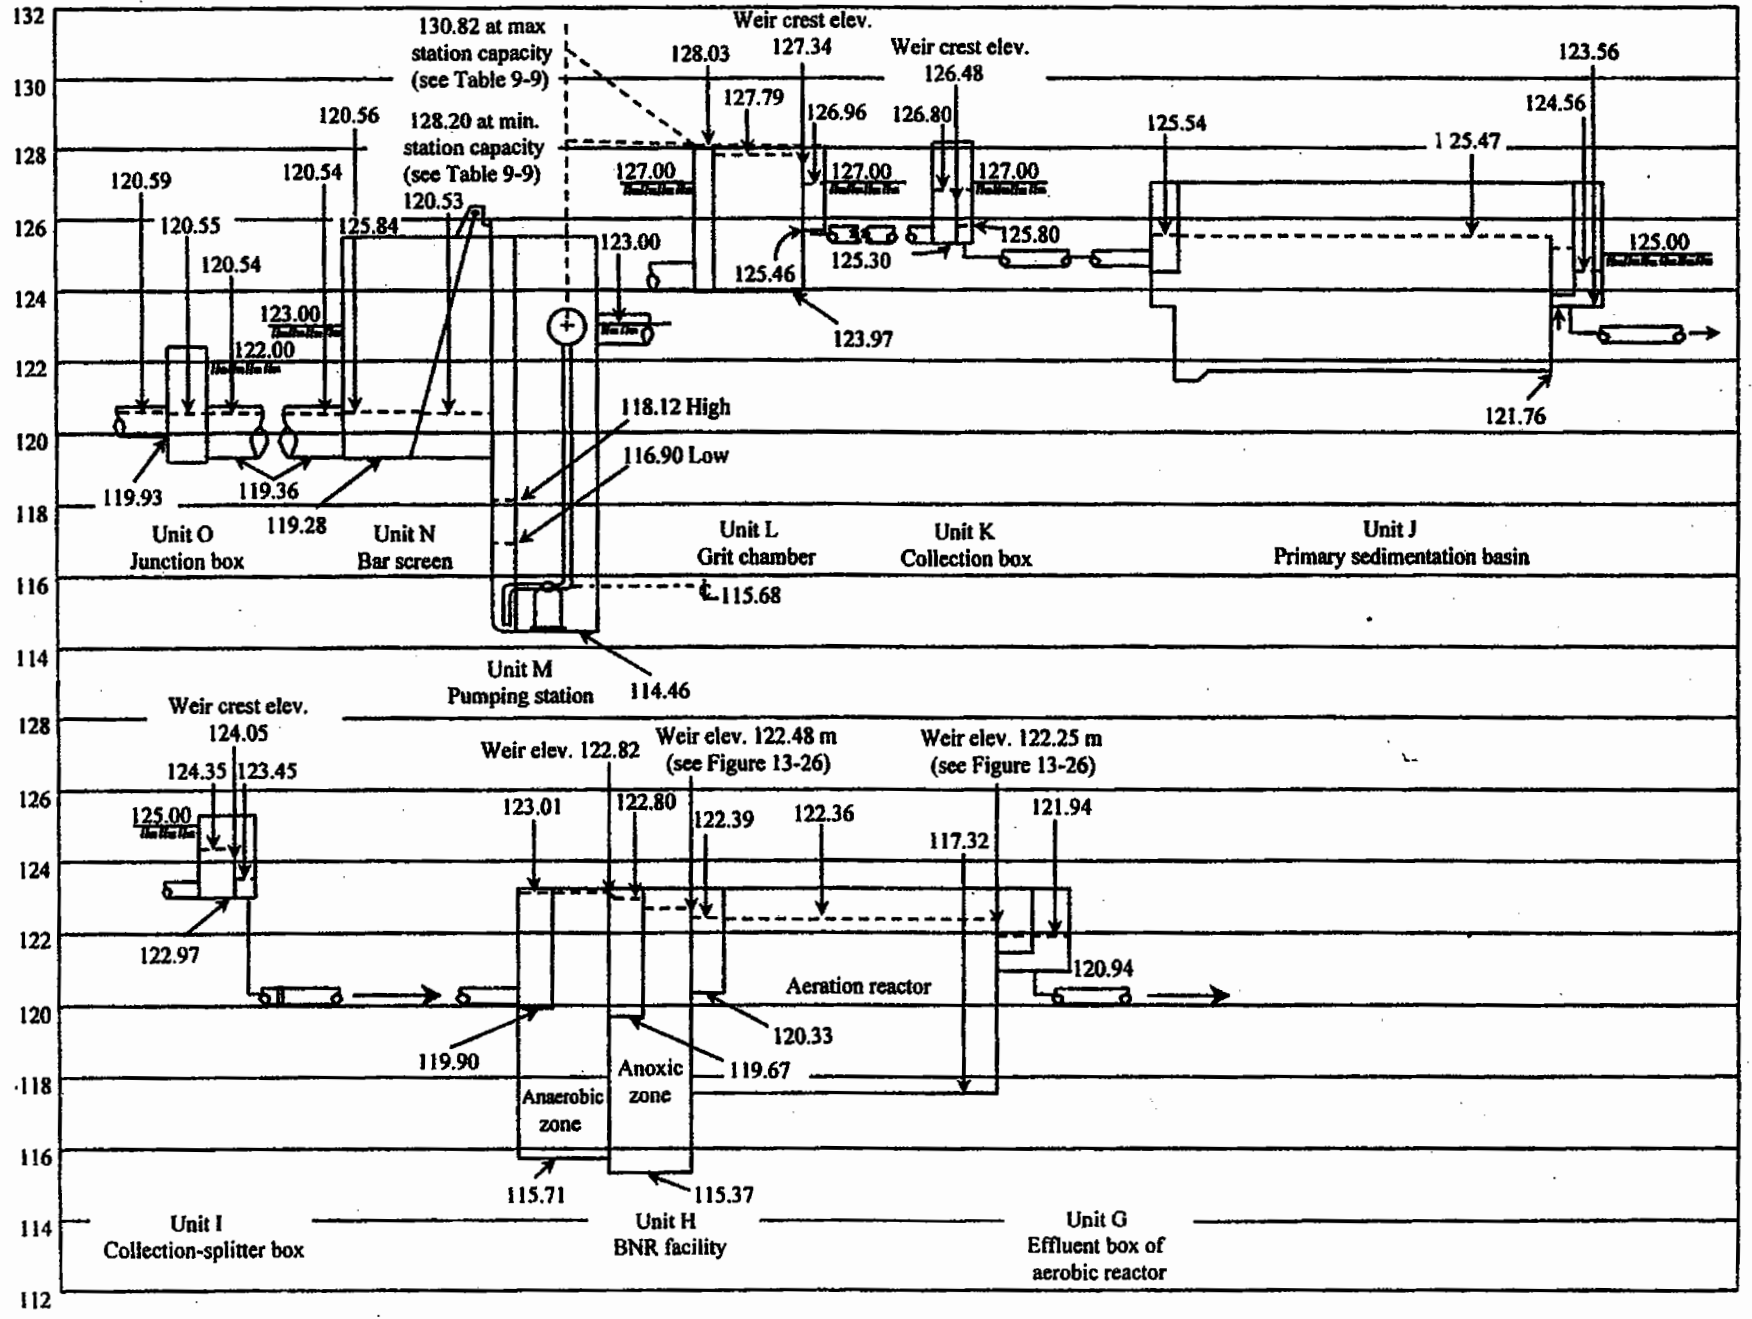 132
130
128
126
124
122
120
118
116
114
130.82 at max
station capacity
(see Table 9-9)
128.20 at min.
station capacity
(see Table 9-9)
120.59
120.55
120.54
120.54
120.56
125.84
120.53
123.00
122.00
119.93
119.36
119.28
118.12 High
116.90 Low
123.00
115.68
114.46
Weir crest elev.
127.34
128.03
127.79
126.96
127.00
127.00
125.46
123.97
Weir crest elev.
126.48
126.80
127.00
125.80
125.30
125.54
1 25.47
123.56
124.56
125.00
121.76
Unit O
Junction box
Unit N
Bar screen
Unit M
Pumping station
Unit L
Grit chamber
Unit K
Collection box
Unit J
Primary sedimentation basin
128
126
124
122
120
118
116
114
112
Weir crest elev.
124.05
124.35
123.45
125.00
122.97
Weir elev. 122.82
Weir elev. 122.48 m
(see Figure 13-26)
Weir elev. 122.25 m
(see Figure 13-26)
123.01
122.80
122.39
122.36
117.32
121.94
120.94
Aeration reactor
120.33
119.90
119.67
Anaerobic
zone
Anoxic
zone
115.71
115.37
Unit I
Collection-splitter box
Unit H
BNR facility
Unit G
Effluent box of
aerobic reactor